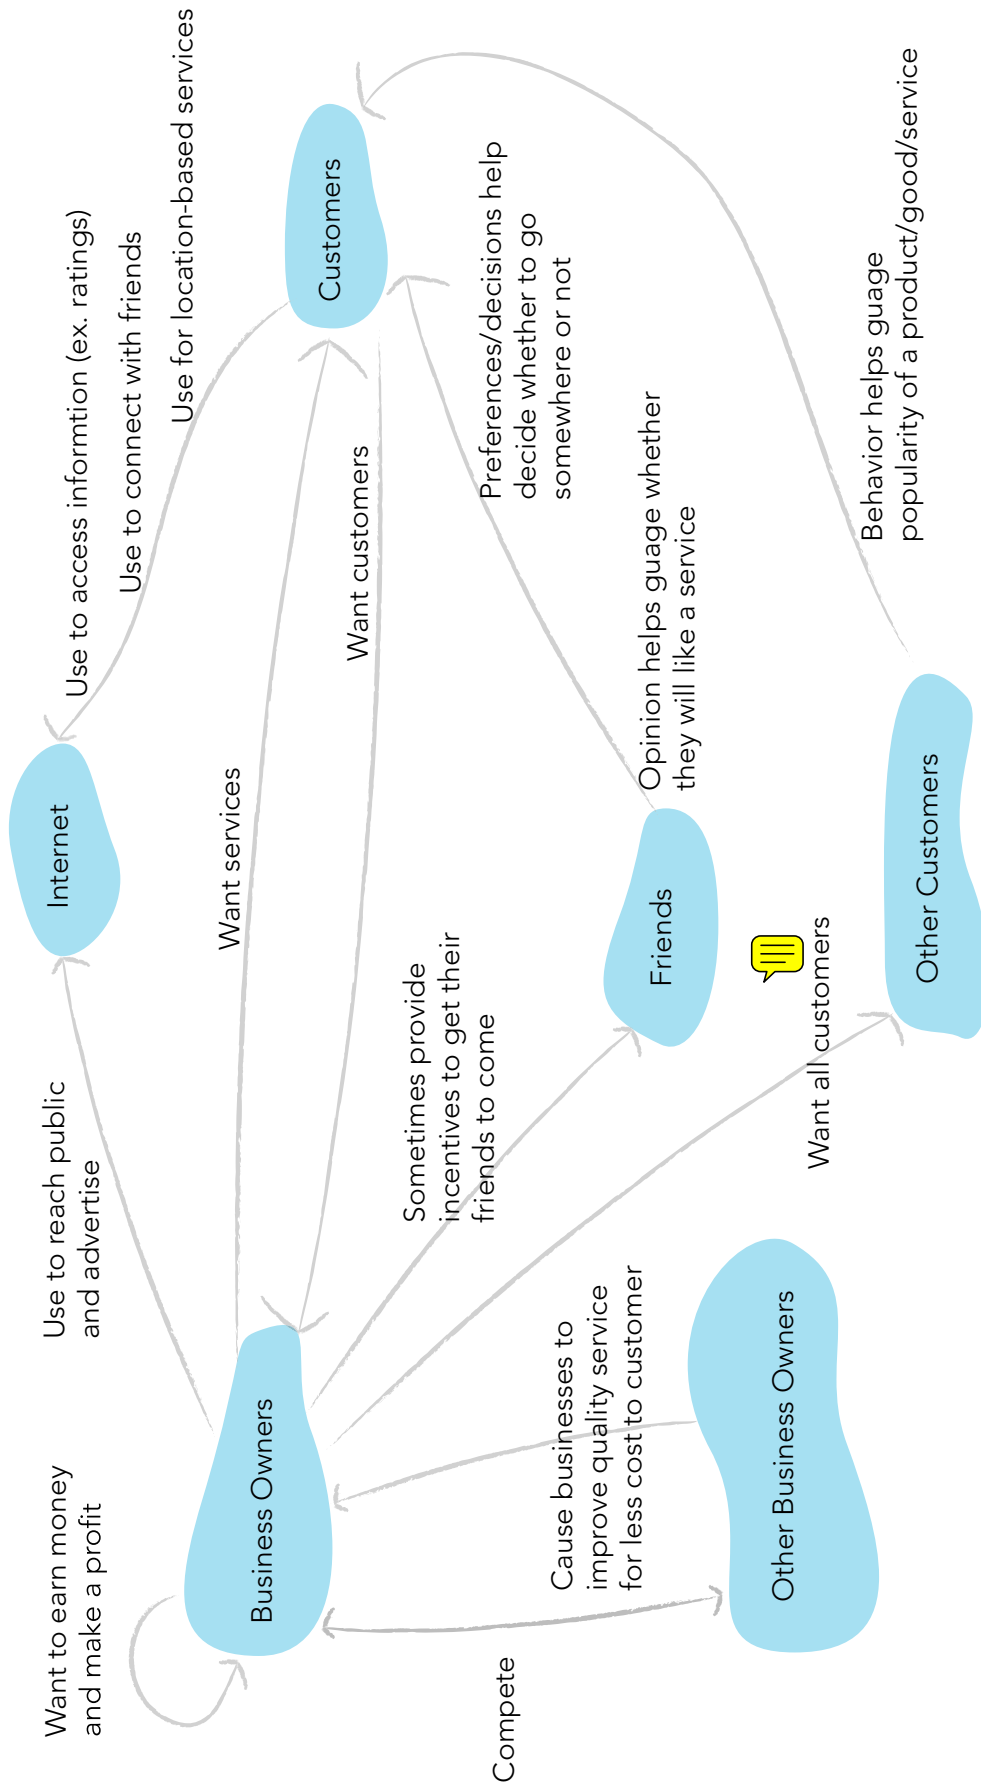 Want to earn money
and make a profit
Use to reach public
and advertise
Internet
Use to access informtion (ex. ratings)
Use to connect with friends
Use for location-based services
Business Owners
Want services
Want customers
Customers
Sometimes provide
incentives to get their
friends to come
Preferences/decisions help
decide whether to go
somewhere or not
Compete
Cause businesses to
improve quality service
for less cost to customer
Friends
Opinion helps guage whether
they will like a service
Other Business Owners
Want all customers
Other Customers
Behavior helps guage
popularity of a product/good/service